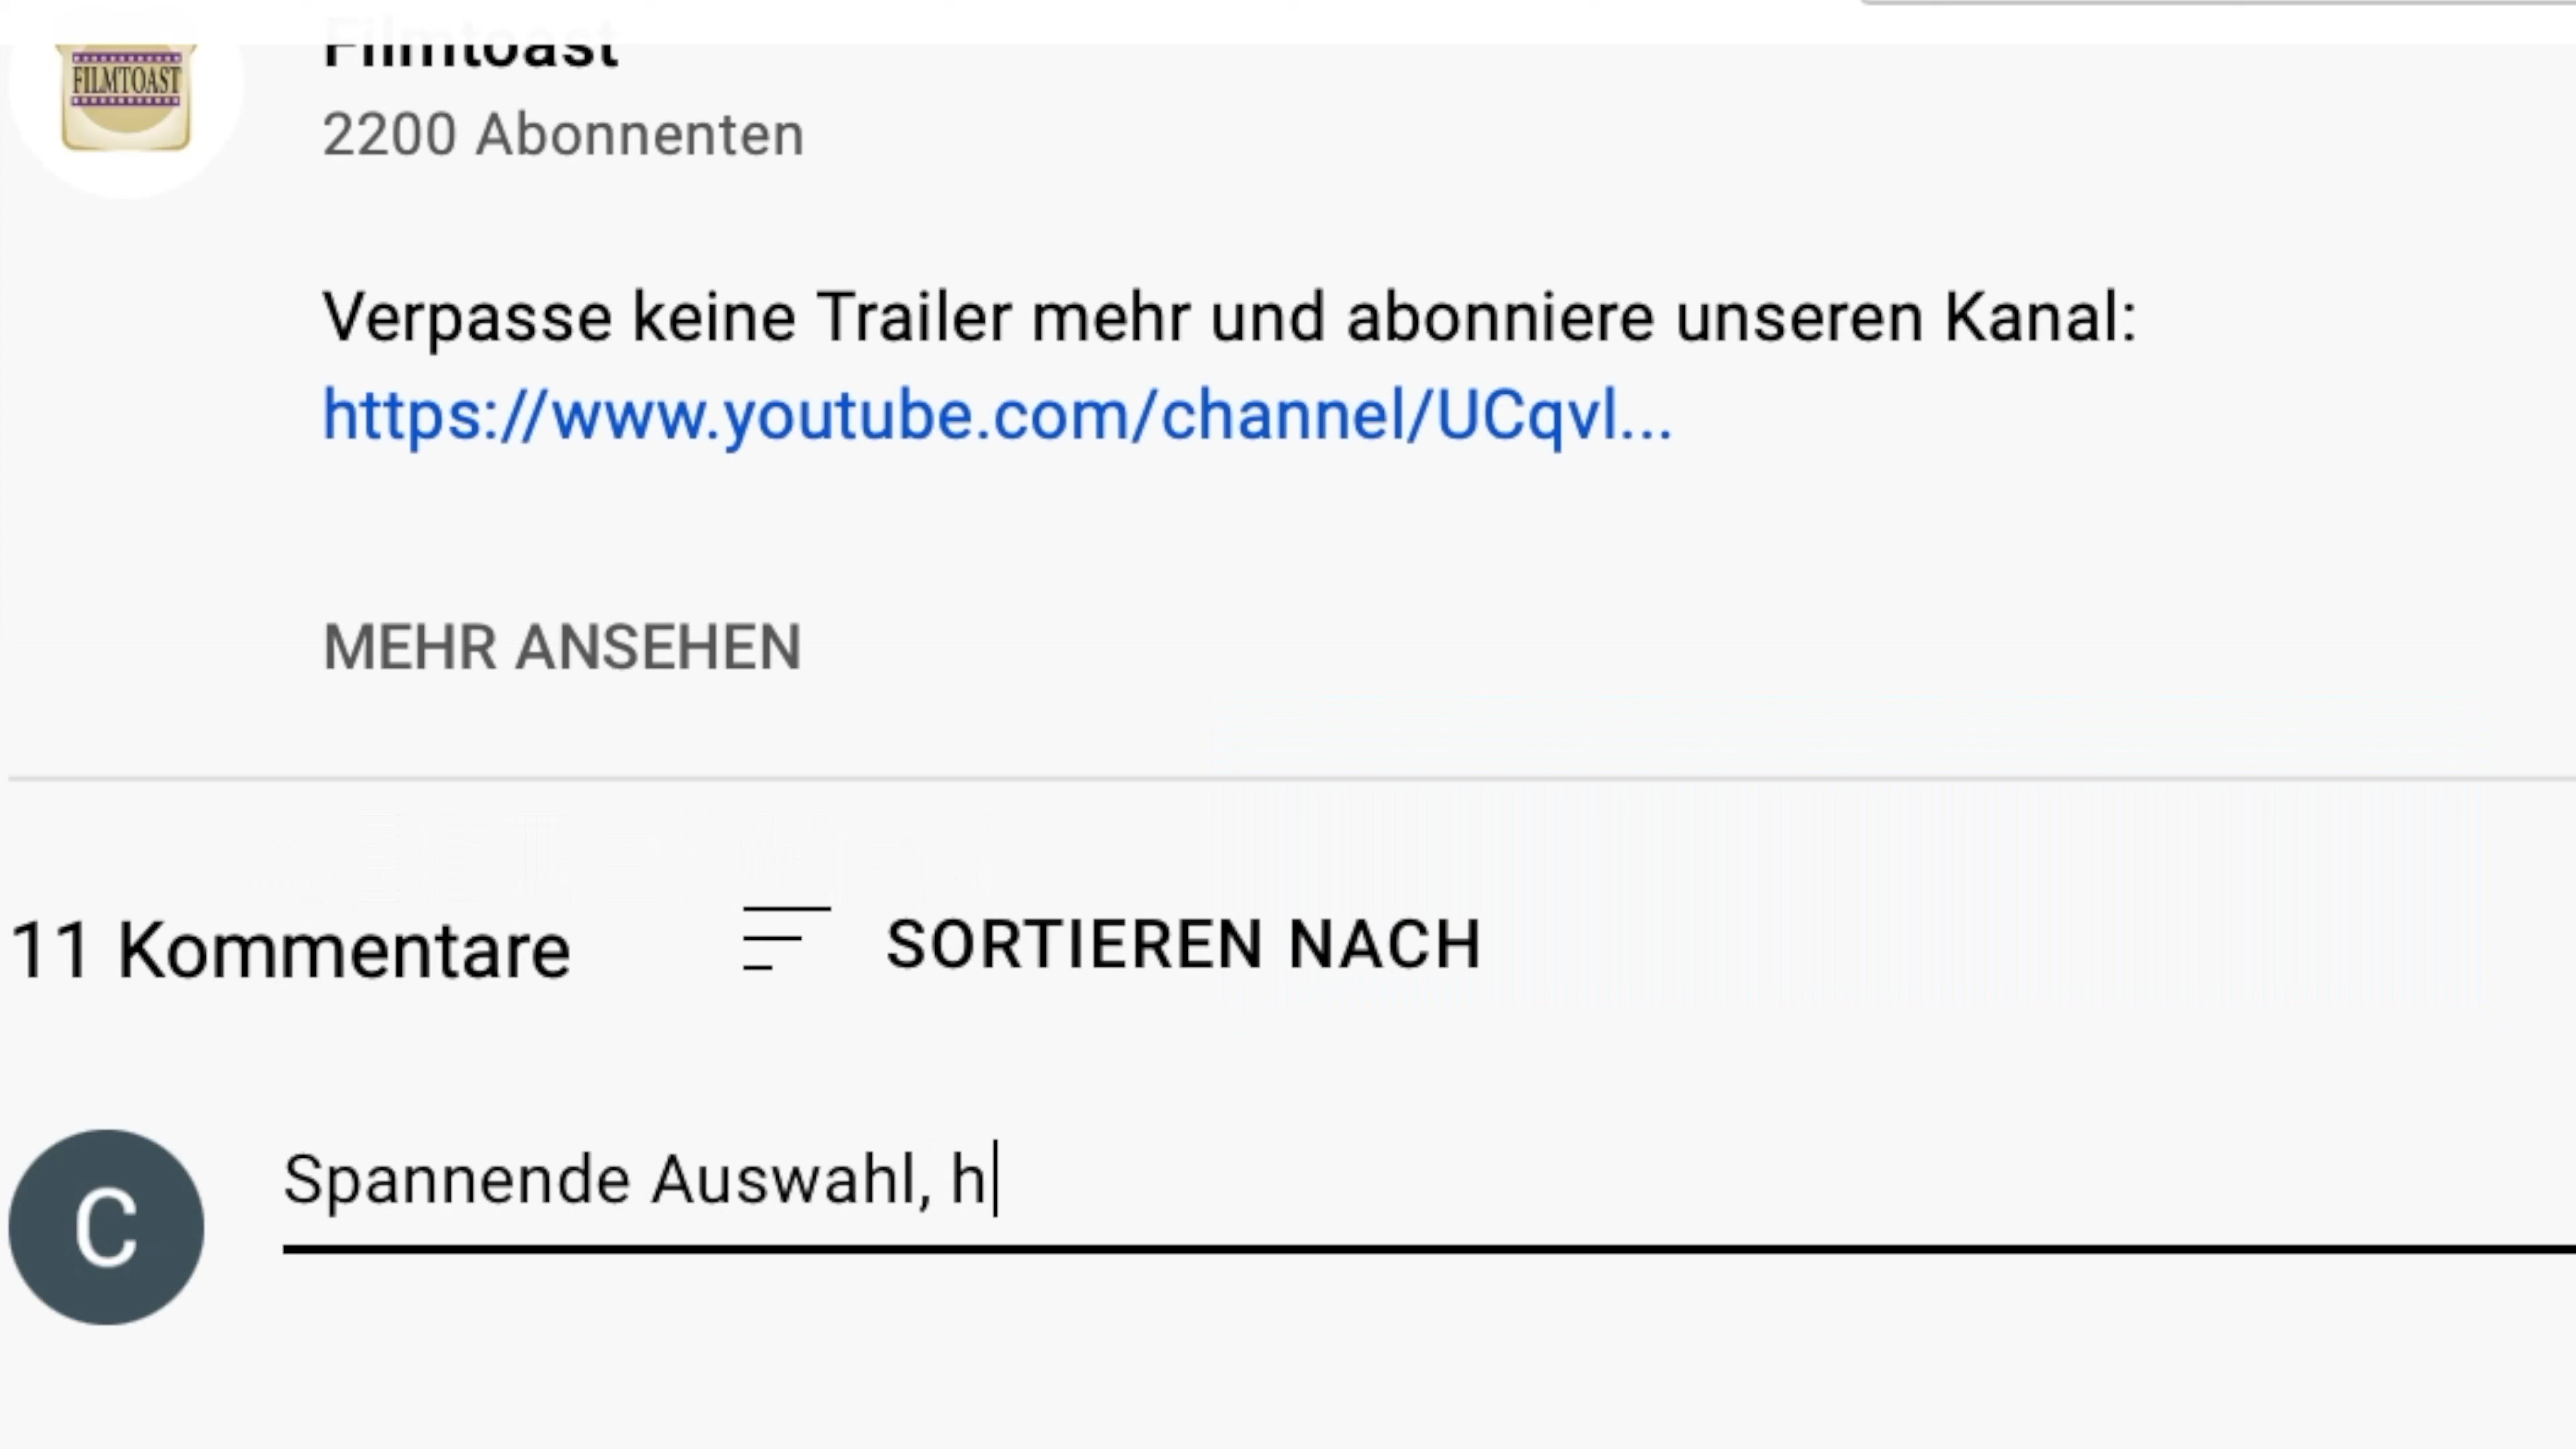 FILMTOAST
Filmtoast
2200 Abonnenten
Verpasse keine Trailer mehr und abonniere unseren Kanal:
https://www.youtube.com/channel/UCqvl...
MEHR ANSEHEN
11 Kommentare
SORTIEREN NACH
C
Spannende Auswahl, h